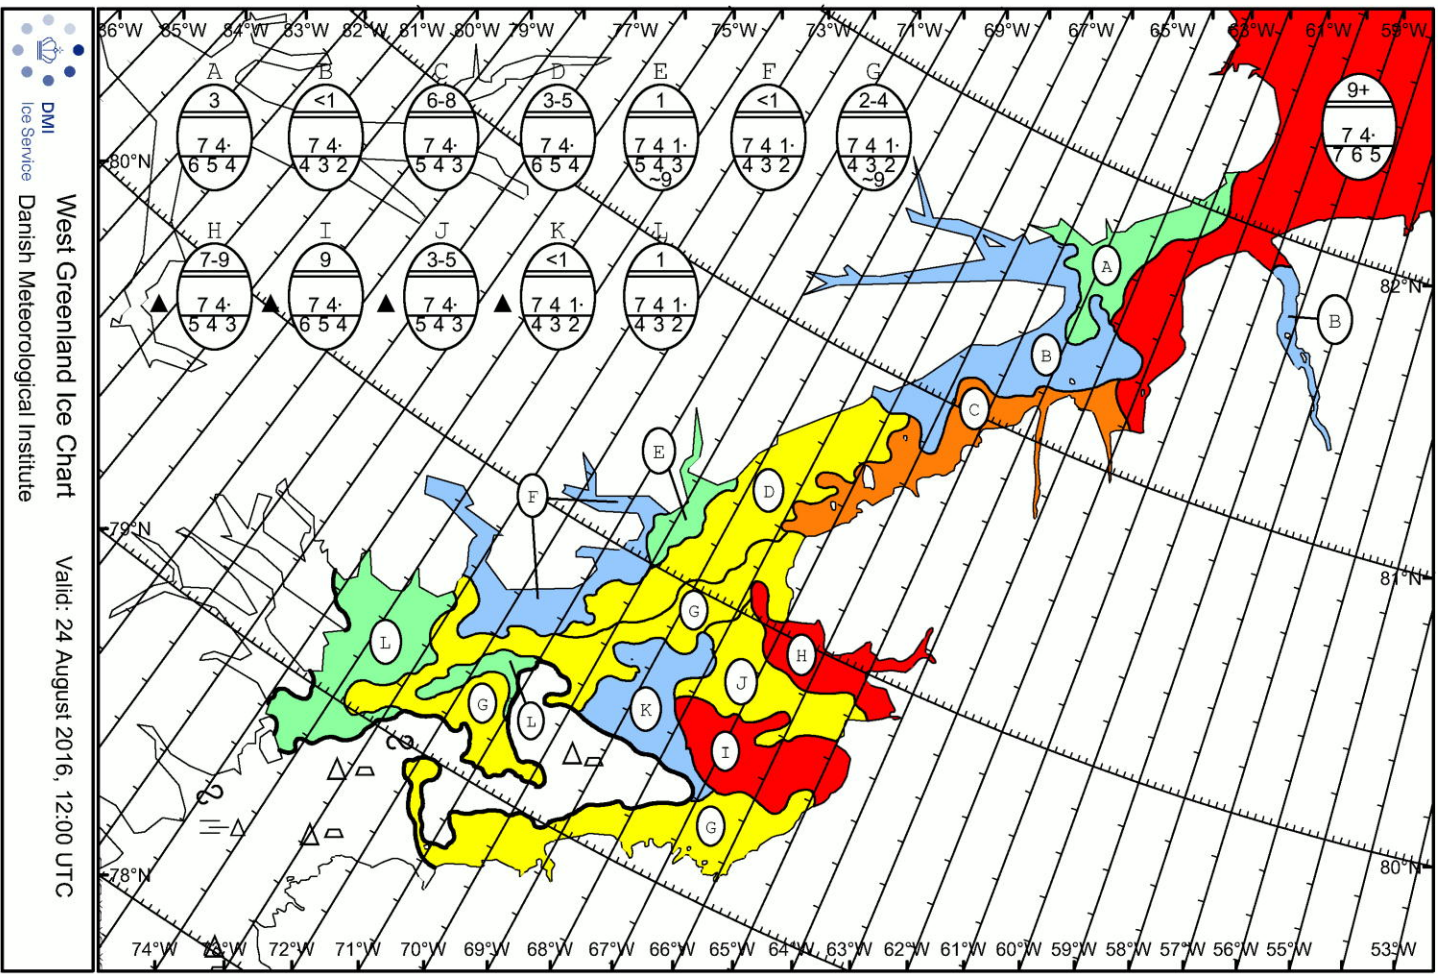 DMI
Ice Service
West Greenland Ice Chart
Valid: 24 August 2016, 12:00 UTC
Danish Meteorological Institute
86°W 85°W 84°W 83°W 82°W 81°W 80°W 79°W 77°W 75°W 73°W 71°W 69°W 67°W 65°W 63°W 61°W 59°W
A B C D E F G
3 <1 6-8 3-5 1 <1 2-4 9+
7 4· 7 4· 7 4· 7 4· 7 4 1· 7 4 1· 7 4 1· 7 4·
6 5 4 4 3 2 5 4 3 6 5 4 5 4 3 4 3 2 4 3 2 7 6 5
~9 ~9
80°N
H I J K L
7-9 9 3-5 <1 1
7 4· 7 4· 7 4· 7 4 1· 7 4 1·
5 4 3 6 5 4 5 4 3 4 3 2 4 3 2
A
82°N
B
B
C
E
D
F
79°N
81°N
G
L
H
J
G
K
L
I
G
78°N
80°N
74°W 73°W 72°W 71°W 70°W 69°W 68°W 67°W 66°W 65°W 64°W 63°W 62°W 61°W 60°W 59°W 58°W 57°W 56°W 55°W 53°W